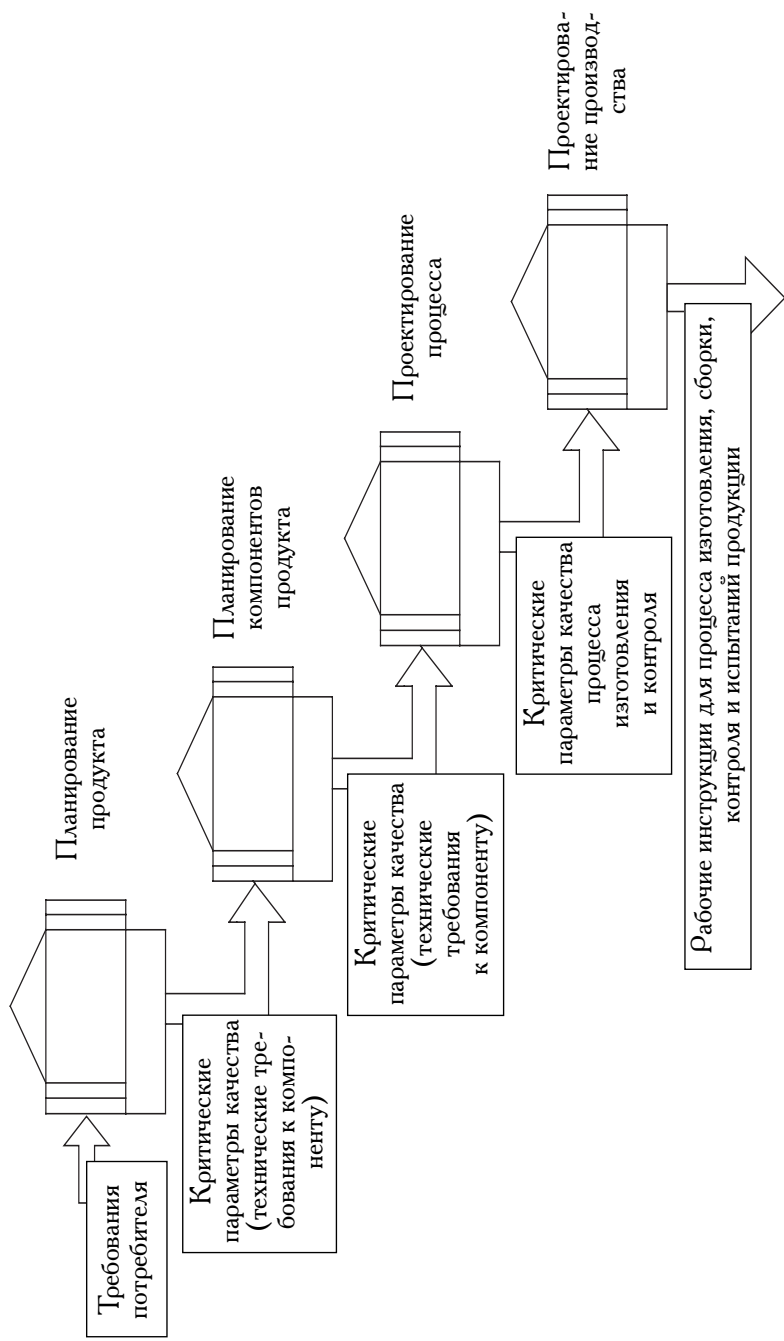 Требования
потребителя
Планирование
продукта
Критические
параметры качества
(технические тре-
бования к компо-
ненту)
Планирование
компонентов
продукта
Критические
параметры качества
(технические
требования
к компоненту)
Проектирование
процесса
Критические
параметры качества
процесса
изготовления
и контроля
Проектирова-
ние производ-
ства
Рабочие инструкции для процесса изготовления, сборки,
контроля и испытаний продукции